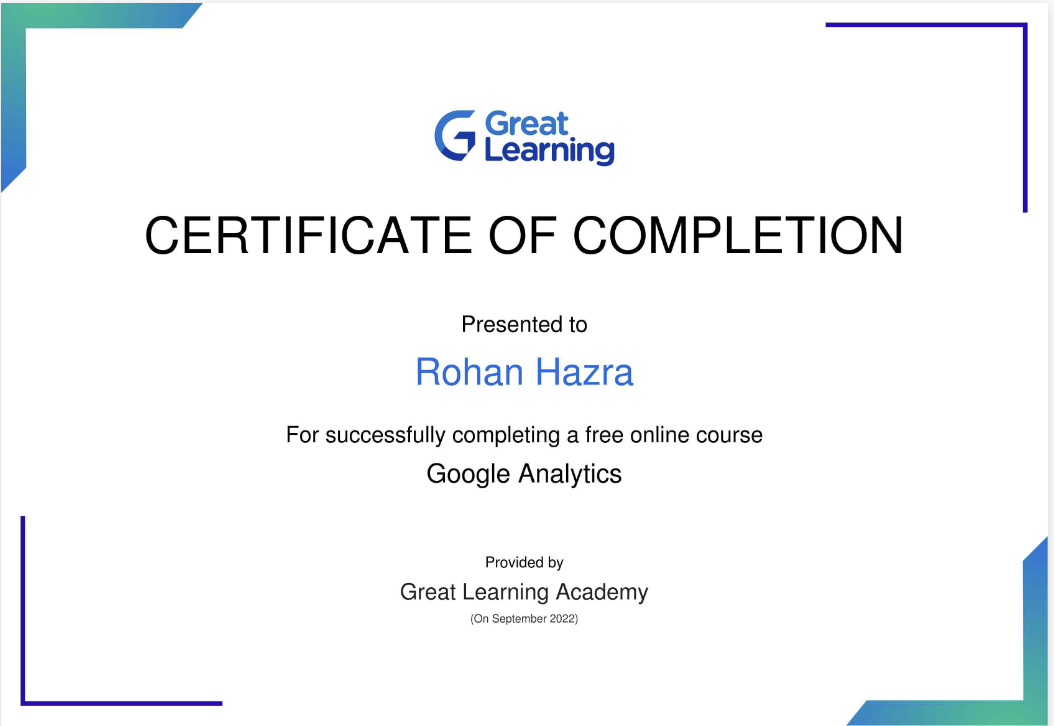 Great
Learning
CERTIFICATE OF COMPLETION
Presented to
Rohan Hazra
For successfully completing a free online course
Google Analytics
Provided by
Great Learning Academy
(On September 2022)